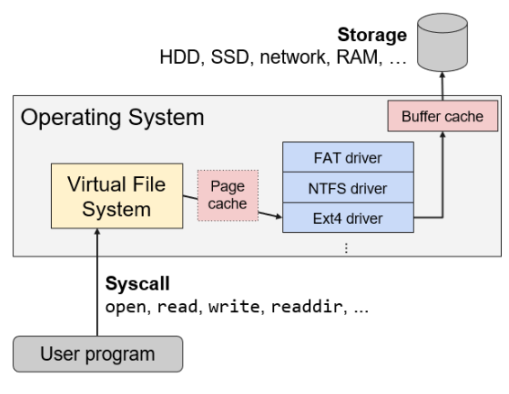 Storage
HDD, SSD, network, RAM, …
Operating System
Buffer cache
FAT driver
Virtual File
System
Page
cache
NTFS driver
Ext4 driver
⋮
Syscall
open, read, write, readdir, …
User program